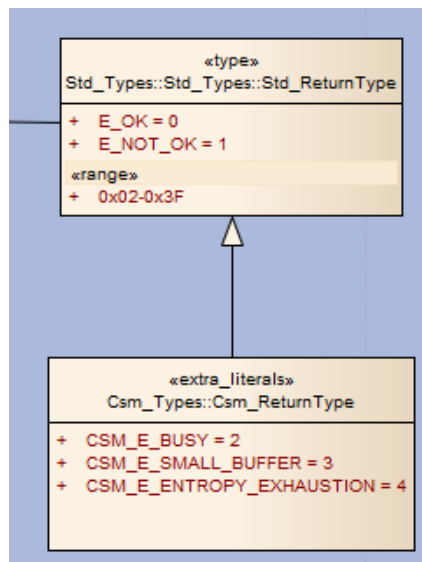 «type»
Std_Types::Std_Types::Std_ReturnType
+ E_OK = 0
+ E_NOT_OK = 1
«range»
+ 0x02-0x3F
«extra_literals»
Csm_Types::Csm_ReturnType
+ CSM_E_BUSY = 2
+ CSM_E_SMALL_BUFFER = 3
+ CSM_E_ENTROPY_EXHAUSTION = 4